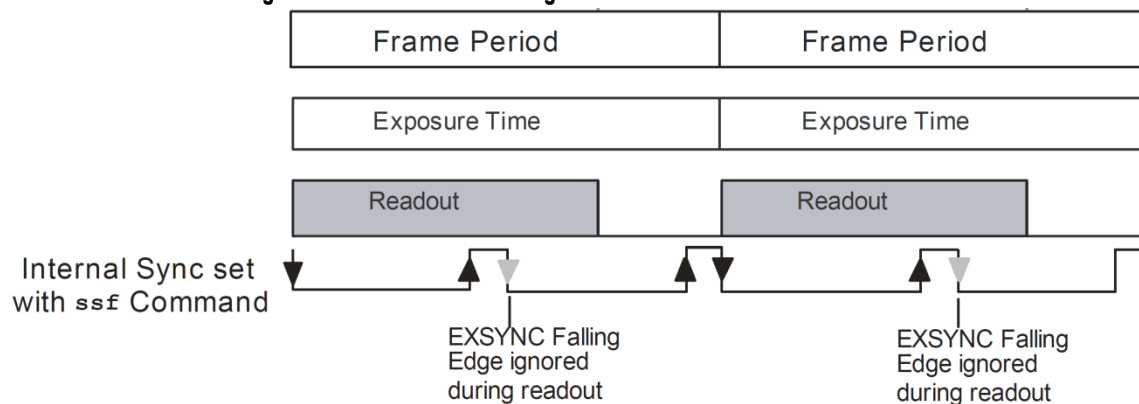 Frame Period Frame Period
Exposure Time Exposure Time
Readout Readout
Internal Sync set
with ssf Command
EXSYNC Falling
Edge ignored
during readout
EXSYNC Falling
Edge ignored
during readout